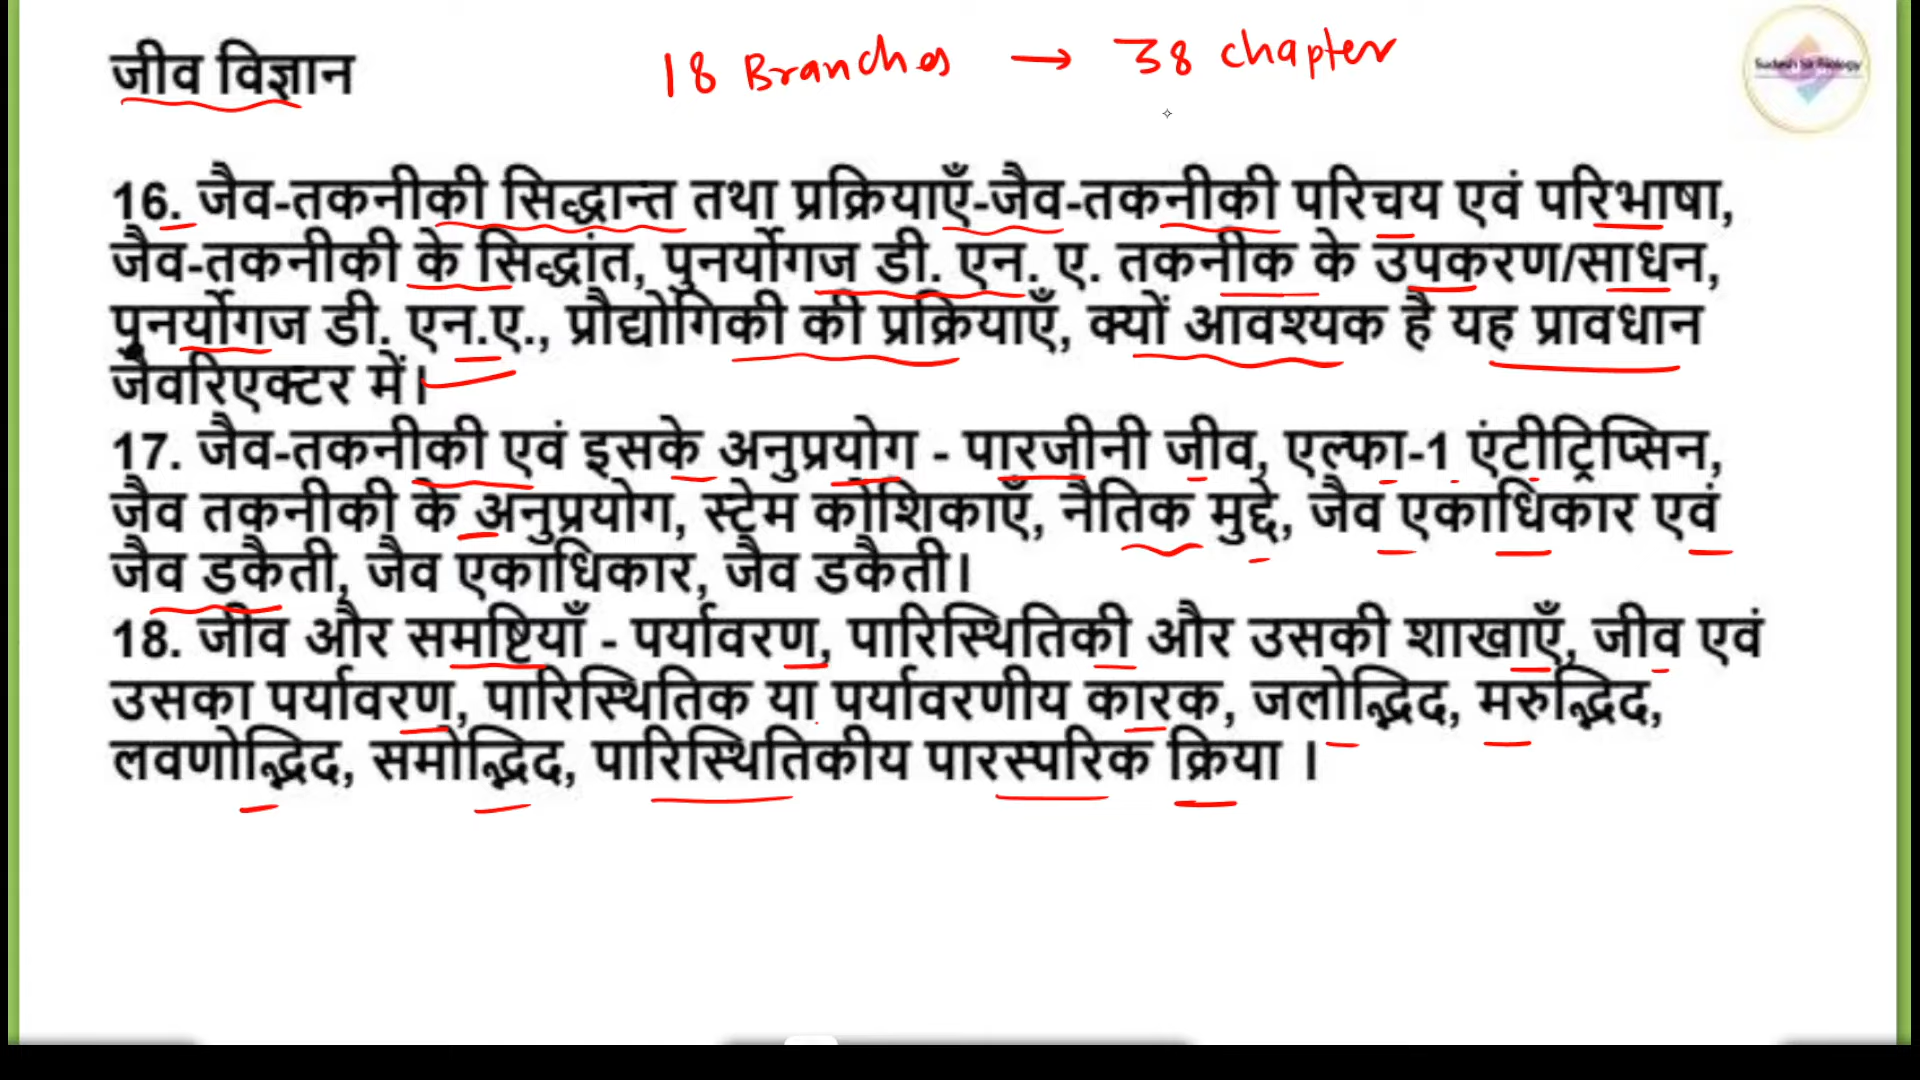 जीव विज्ञान
18 Branches → 38 chapter
Sudesh Sir Biology
16. जैव-तकनीकी सिद्धान्त तथा प्रक्रियाएँ-जैव-तकनीकी परिचय एवं परिभाषा,
जैव-तकनीकी के सिद्धांत, पुनर्योगज डी. एन. ए. तकनीक के उपकरण/साधन,
पुनर्योगज डी. एन.ए., प्रौद्योगिकी की प्रक्रियाएँ, क्यों आवश्यक है यह प्रावधान
जैवरिएक्टर में।
17. जैव-तकनीकी एवं इसके अनुप्रयोग - पारजीनी जीव, एल्फा-1 एंटीट्रिप्सिन,
जैव तकनीकी के अनुप्रयोग, स्टेम कोशिकाएँ, नैतिक मुद्दे, जैव एकाधिकार एवं
जैव डकैती, जैव एकाधिकार, जैव डकैती।
18. जीव और समष्टियाँ - पर्यावरण, पारिस्थितिकी और उसकी शाखाएँ, जीव एवं
उसका पर्यावरण, पारिस्थितिक या पर्यावरणीय कारक, जलोद्भिद, मरुद्भिद,
लवणोद्भिद, समोद्भिद, पारिस्थितिकीय पारस्परिक क्रिया ।